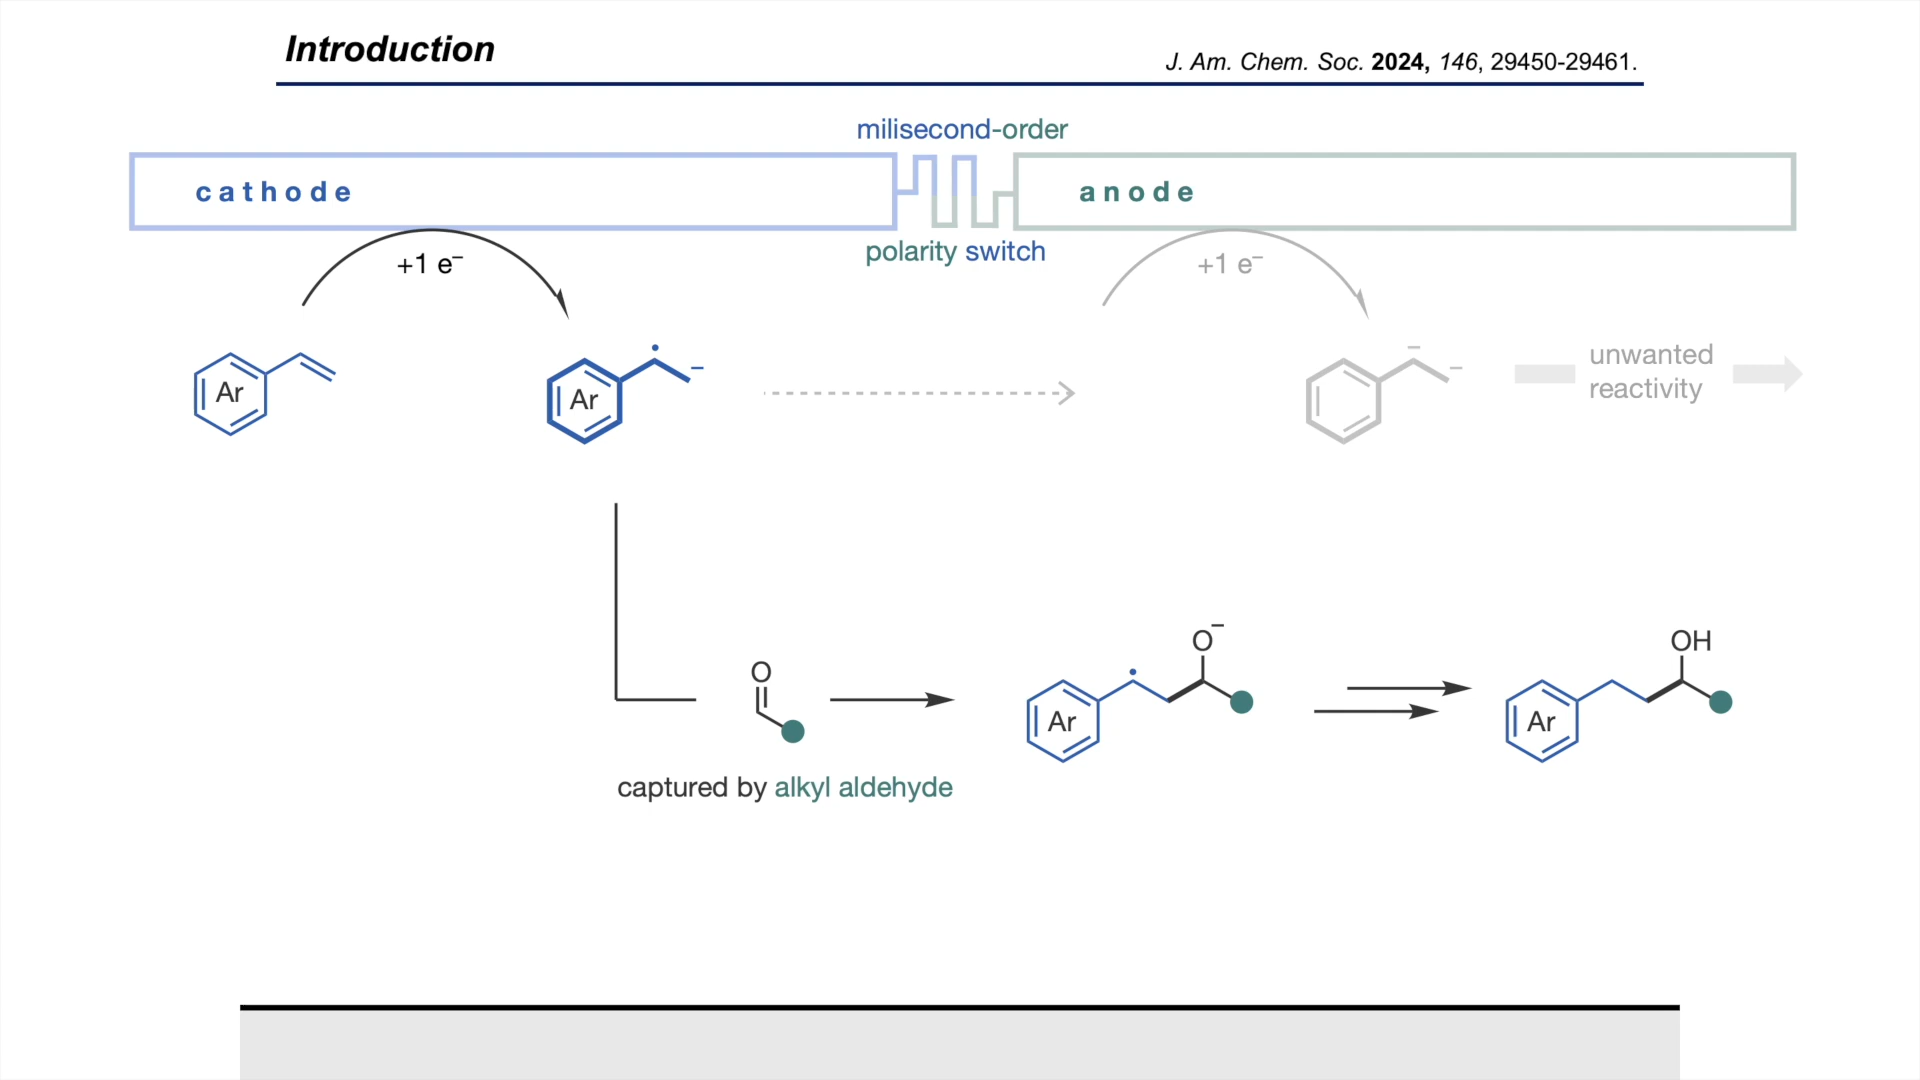 Introduction
J. Am. Chem. Soc. 2024, 146, 29450-29461.
milisecond-order
cathode
anode
polarity switch
+1 e⁻
+1 e⁻
Ar
•
−
Ar
−
−
unwanted
reactivity
O
captured by alkyl aldehyde
O⁻
•
Ar
OH
Ar